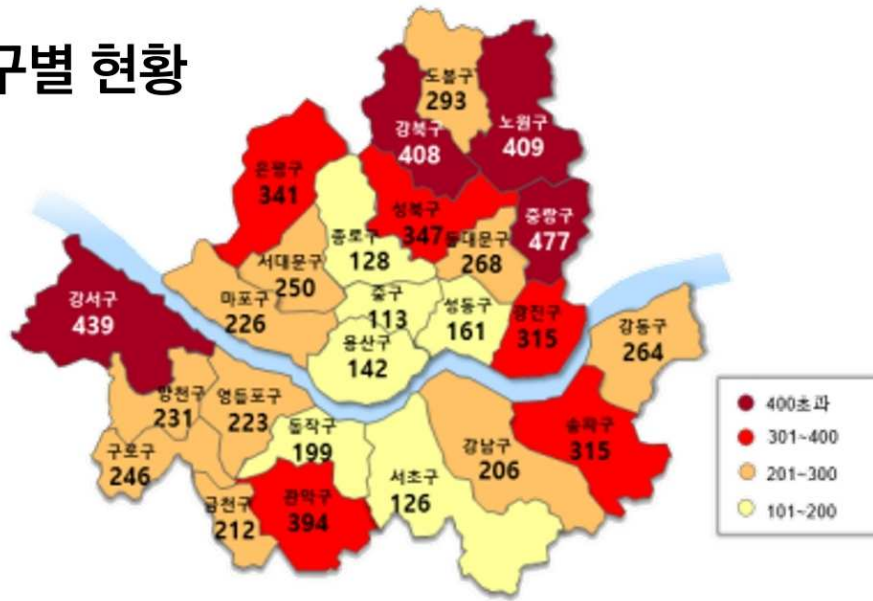 구별 현황
도봉구
293
강북구
408
노원구
409
은평구
341
성북구
347
중랑구
477
종로구
128
동대문구
268
서대문구
250
마포구
226
중구
113
성동구
161
광진구
315
강서구
439
용산구
142
강동구
264
양천구
231
영등포구
223
동작구
199
강남구
206
송파구
315
구로구
246
금천구
212
관악구
394
서초구
126
400초과
301~400
201~300
101~200